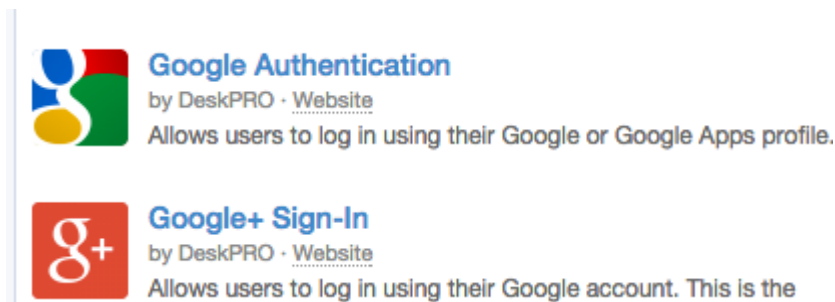 Google Authentication
by DeskPRO · Website
Allows users to log in using their Google or Google Apps profile.
g+
Google+ Sign-In
by DeskPRO · Website
Allows users to log in using their Google account. This is the